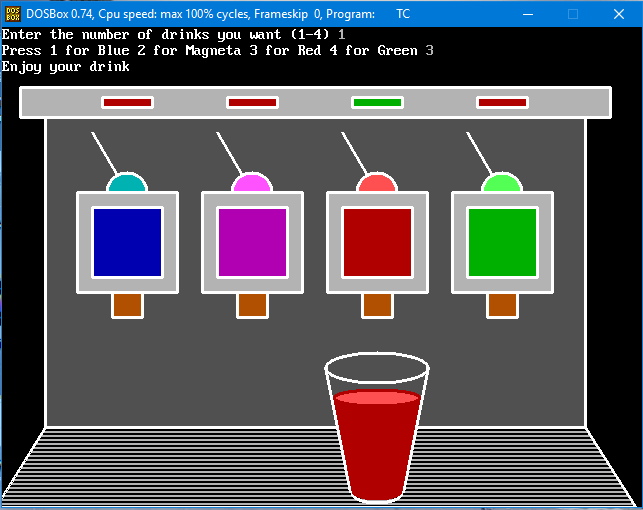 DOS
BOX
DOSBox 0.74, Cpu speed: max 100% cycles, Frameskip 0, Program: TC
Enter the number of drinks you want (1-4) 1
Press 1 for Blue 2 for Magneta 3 for Red 4 for Green 3
Enjoy your drink